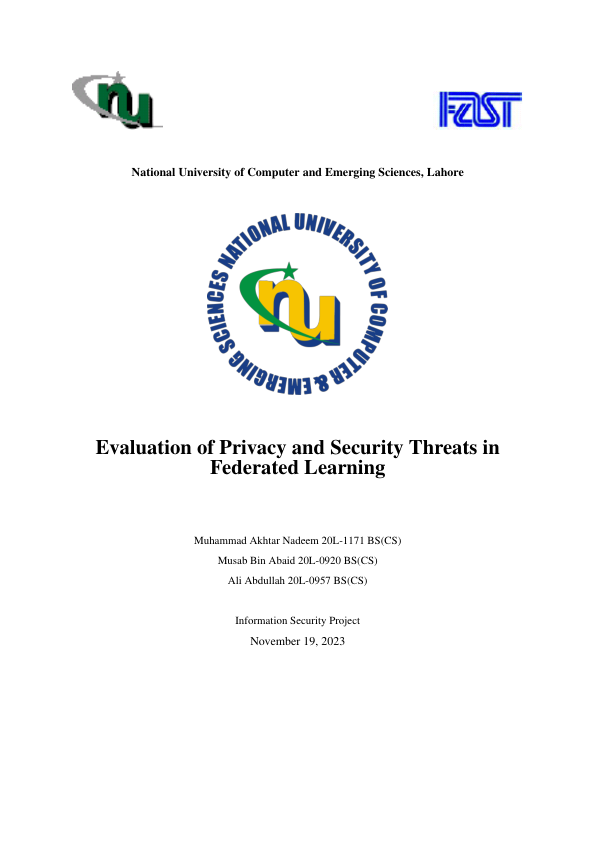 nu
FAST
National University of Computer and Emerging Sciences, Lahore
NATIONAL UNIVERSITY OF COMPUTER & EMERGING SCIENCES
nu
Evaluation of Privacy and Security Threats in
Federated Learning
Muhammad Akhtar Nadeem 20L-1171 BS(CS)
Musab Bin Abaid 20L-0920 BS(CS)
Ali Abdullah 20L-0957 BS(CS)
Information Security Project
November 19, 2023